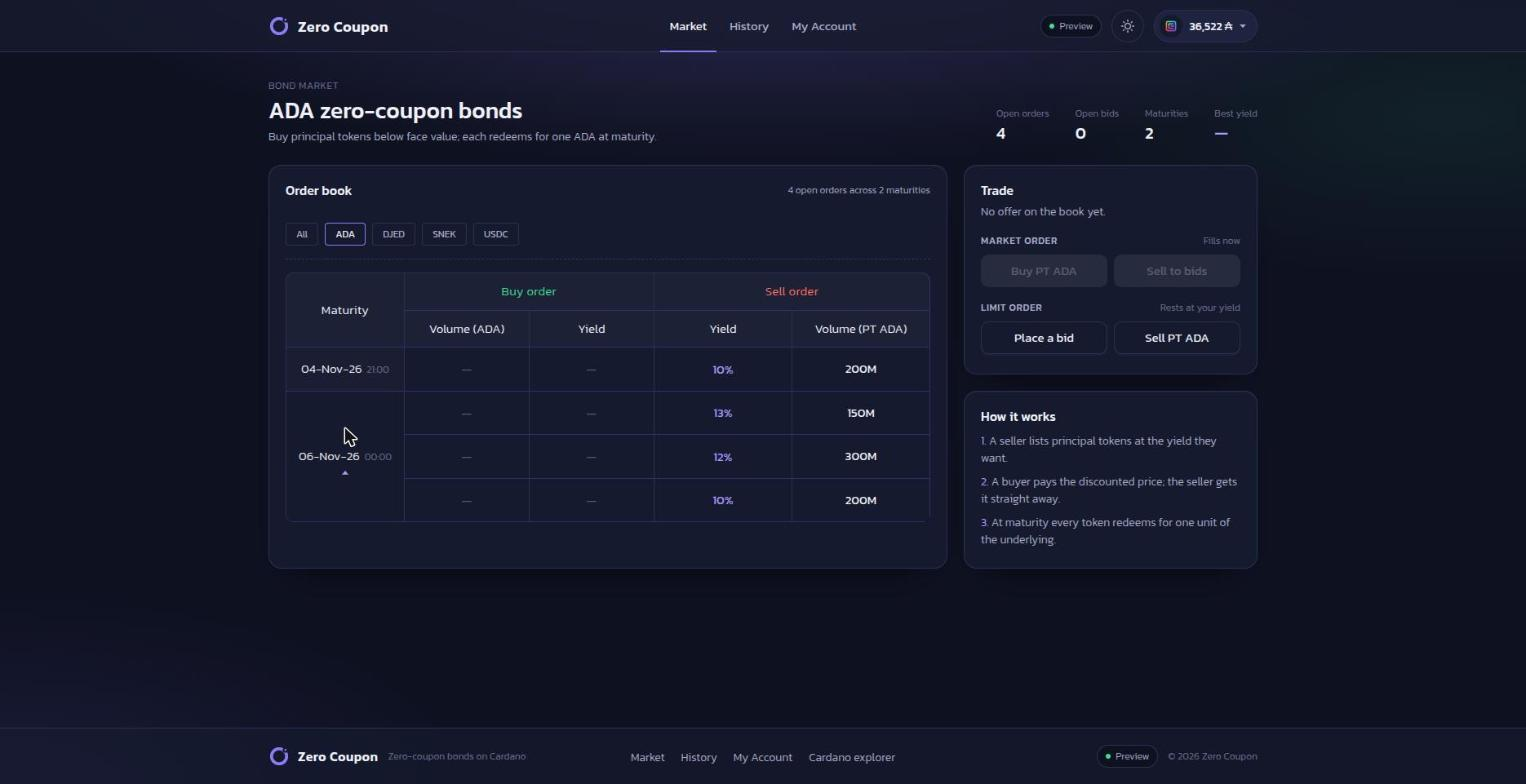 Zero Coupon
Market History My Account
Preview
36,522 ₳
BOND MARKET
ADA zero-coupon bonds
Buy principal tokens below face value; each redeems for one ADA at maturity.
Open orders Open bids Maturities Best yield
4 0 2 —
Order book
4 open orders across 2 maturities
All ADA DJED SNEK USDC
Maturity
Buy order Sell order
Volume (ADA) Yield Yield Volume (PT ADA)
04-Nov-26 21:00 — — 10% 200M
— — 13% 150M
06-Nov-26 00:00 — — 12% 300M
— — 10% 200M
Trade
No offer on the book yet.
MARKET ORDER Fills now
Buy PT ADA Sell to bids
LIMIT ORDER Rests at your yield
Place a bid Sell PT ADA
How it works
1. A seller lists principal tokens at the yield they
want.
2. A buyer pays the discounted price; the seller gets
it straight away.
3. At maturity every token redeems for one unit of
the underlying.
Zero Coupon Zero-coupon bonds on Cardano
Market History My Account Cardano explorer
Preview © 2026 Zero Coupon